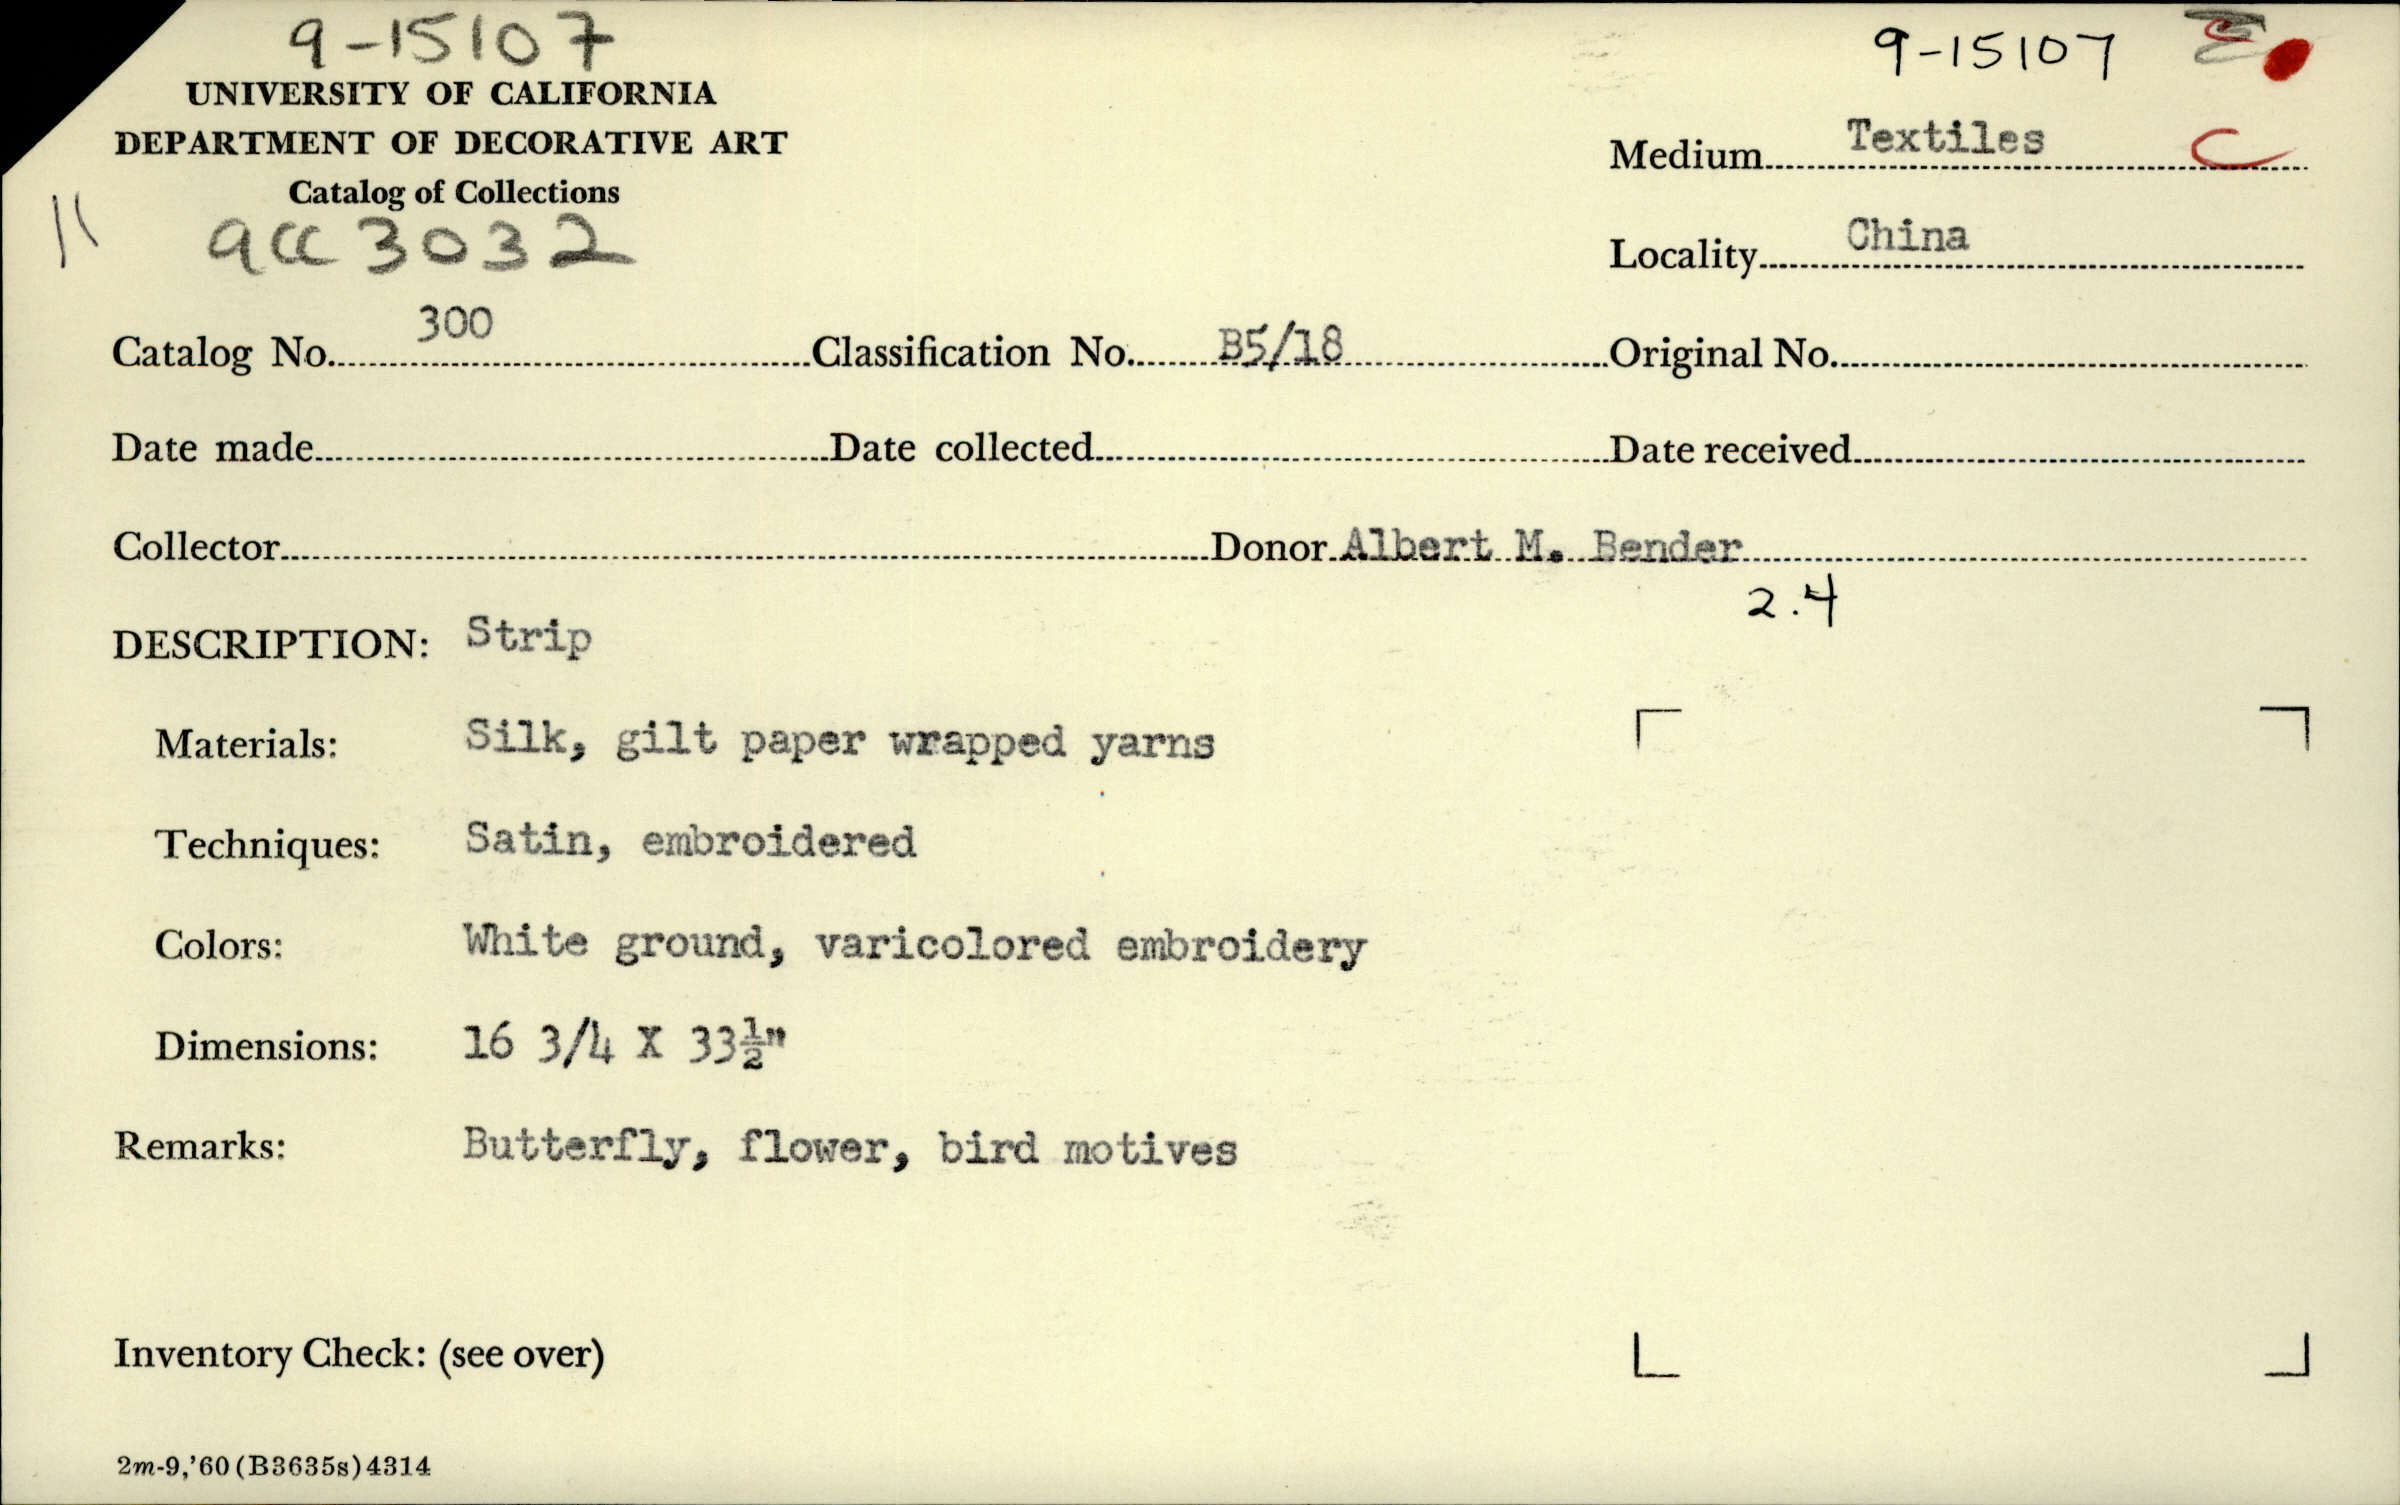 9-15107
9-15107
UNIVERSITY OF CALIFORNIA
DEPARTMENT OF DECORATIVE ART
Catalog of Collections
acc 3032
Medium Textiles C
Locality China
Catalog No. 300 Classification No. B5/18 Original No.
Date made Date collected Date received
Collector Donor Albert M. Bender
2.4
DESCRIPTION: Strip
Materials: Silk, gilt paper wrapped yarns
Techniques: Satin, embroidered
Colors: White ground, varicolored embroidery
Dimensions: 16 3/4 X 33½"
Remarks: Butterfly, flower, bird motives
Inventory Check: (see over)
2m-9,'60 (B3635s) 4314